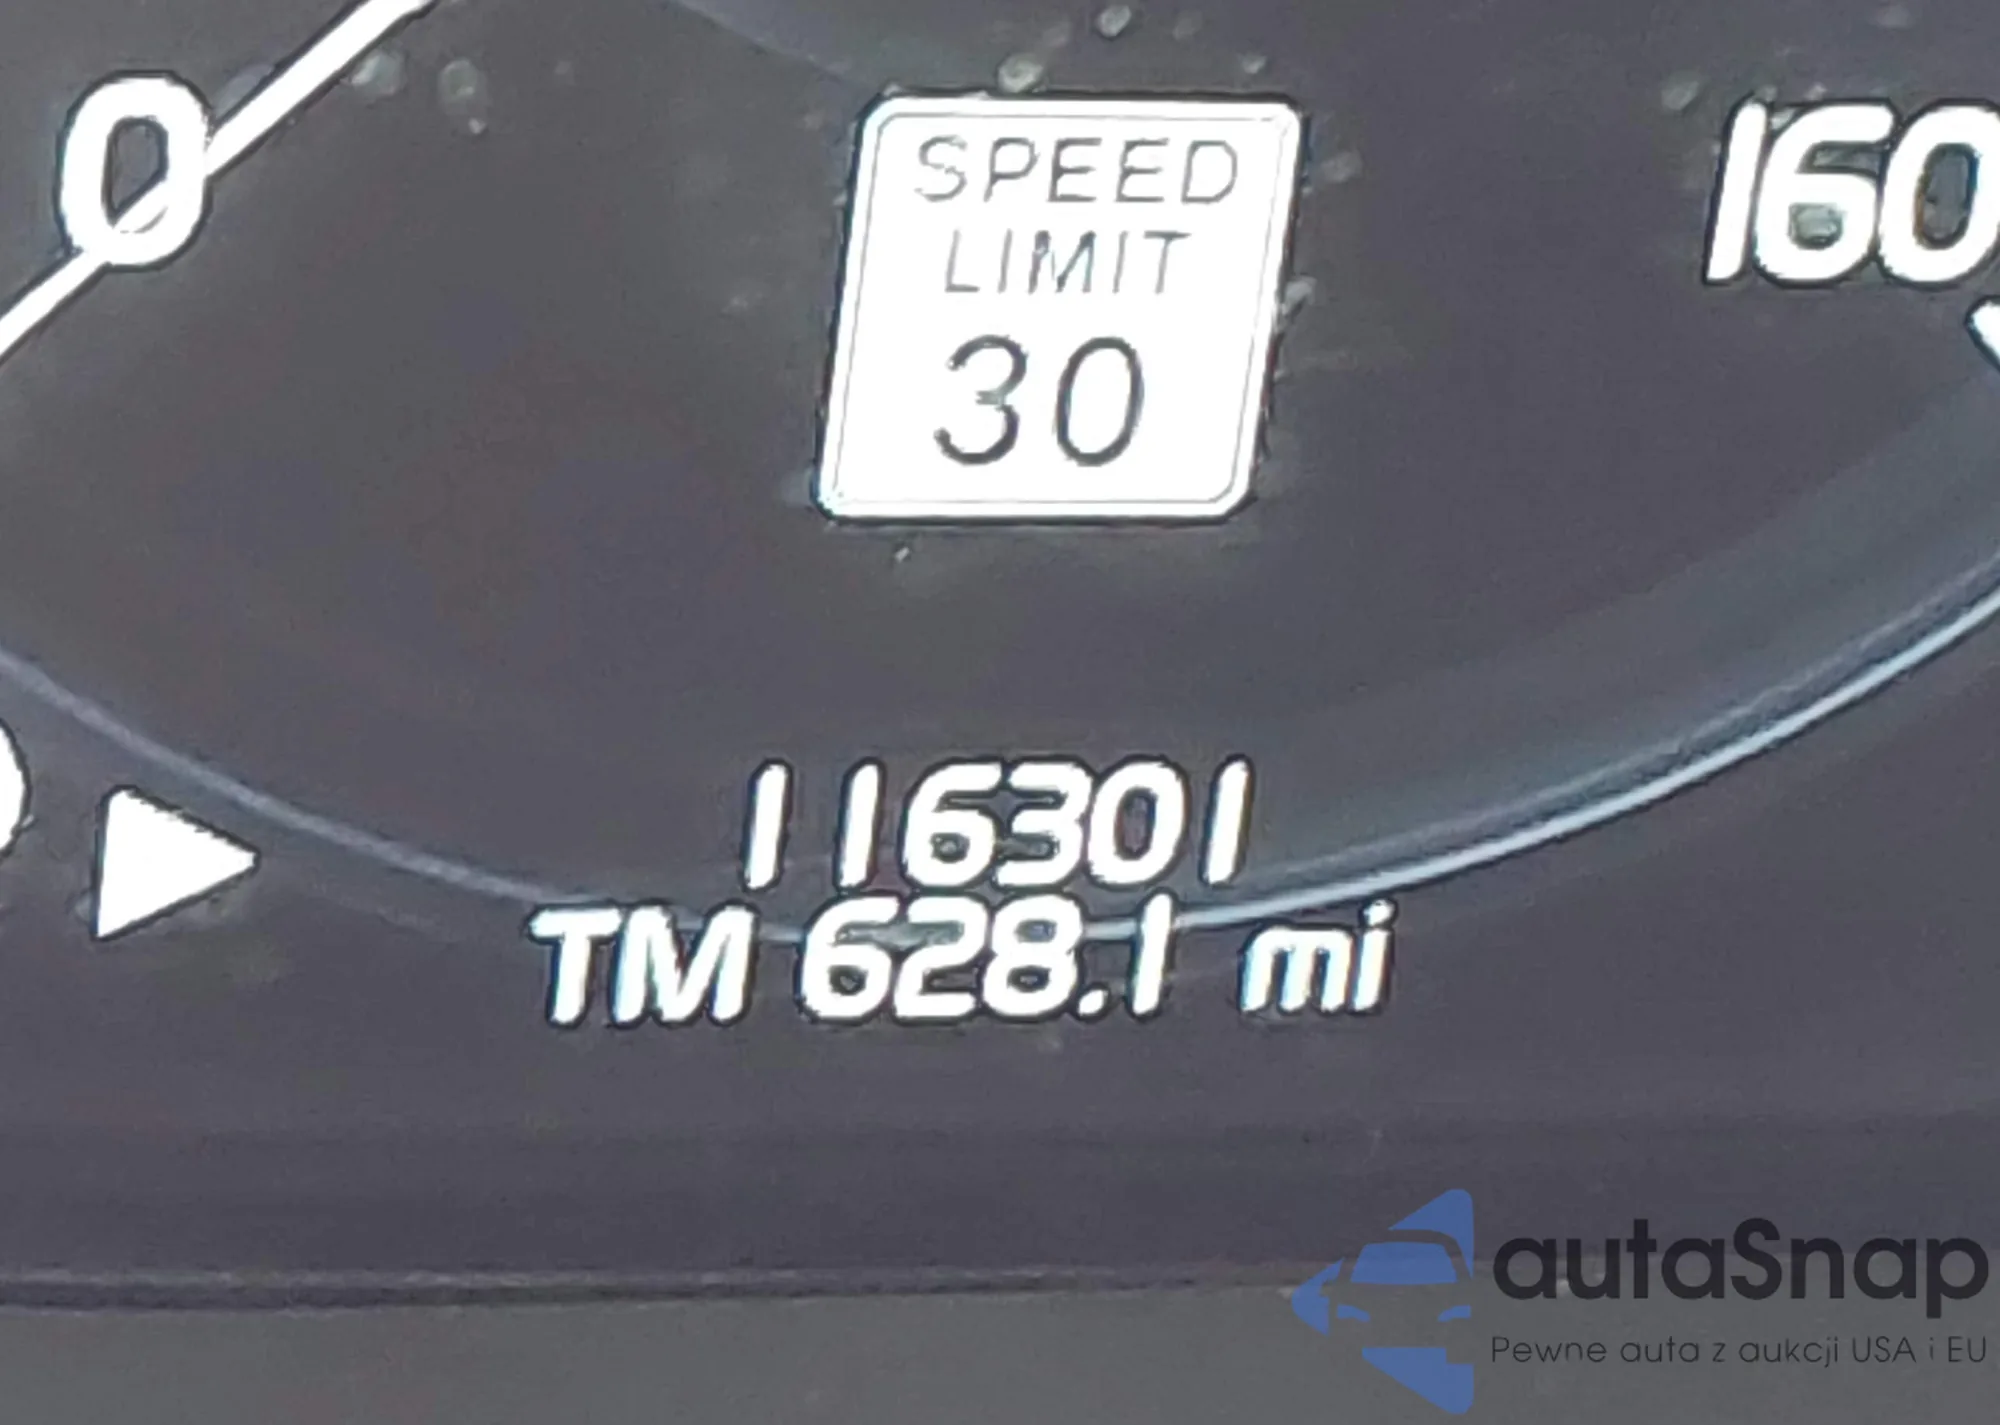 0
160
SPEED
LIMIT
30
116301
TM 628.1 mi
autaSnap
Pewne auta z aukcji USA i EU